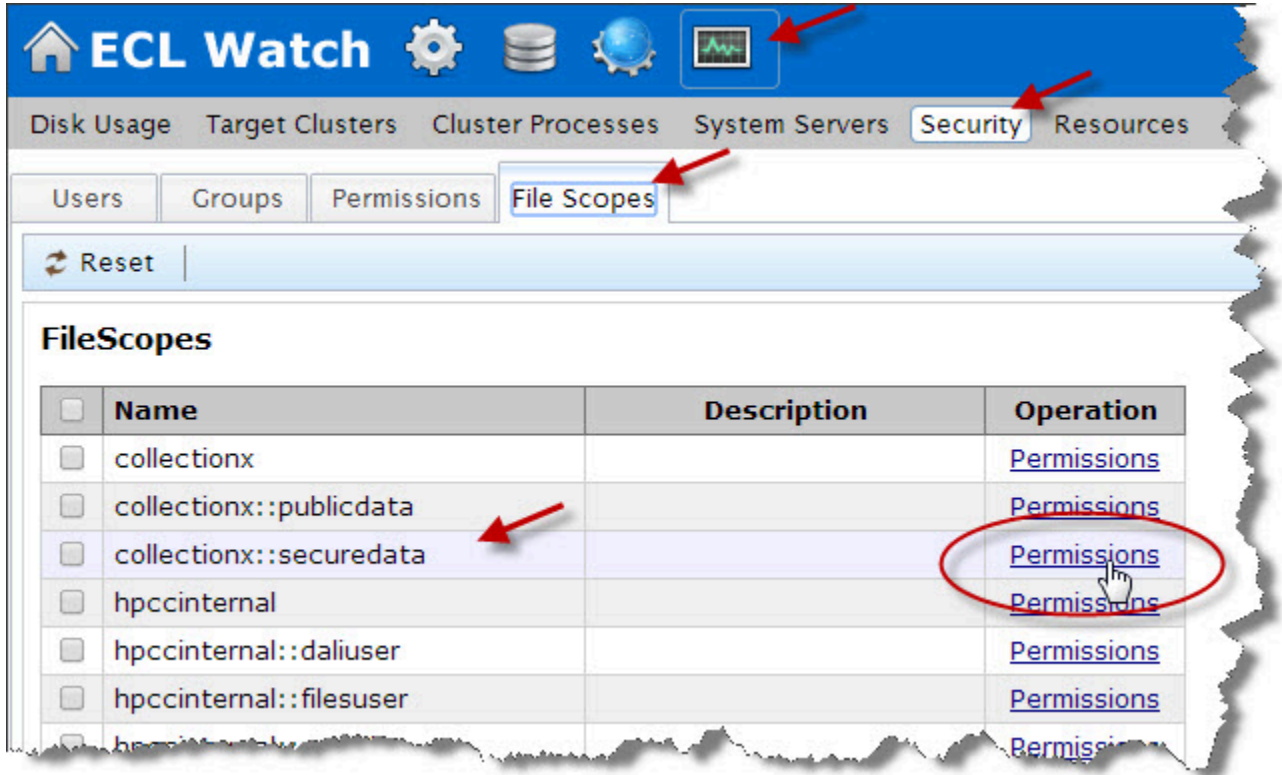 ECL Watch
Disk Usage Target Clusters Cluster Processes System Servers Security Resources
Users Groups Permissions File Scopes
Reset
FileScopes
Name Description Operation
collectionx Permissions
collectionx::publicdata Permissions
collectionx::securedata Permissions
hpccinternal Permissions
hpccinternal::daliuser Permissions
hpccinternal::filesuser Permissions